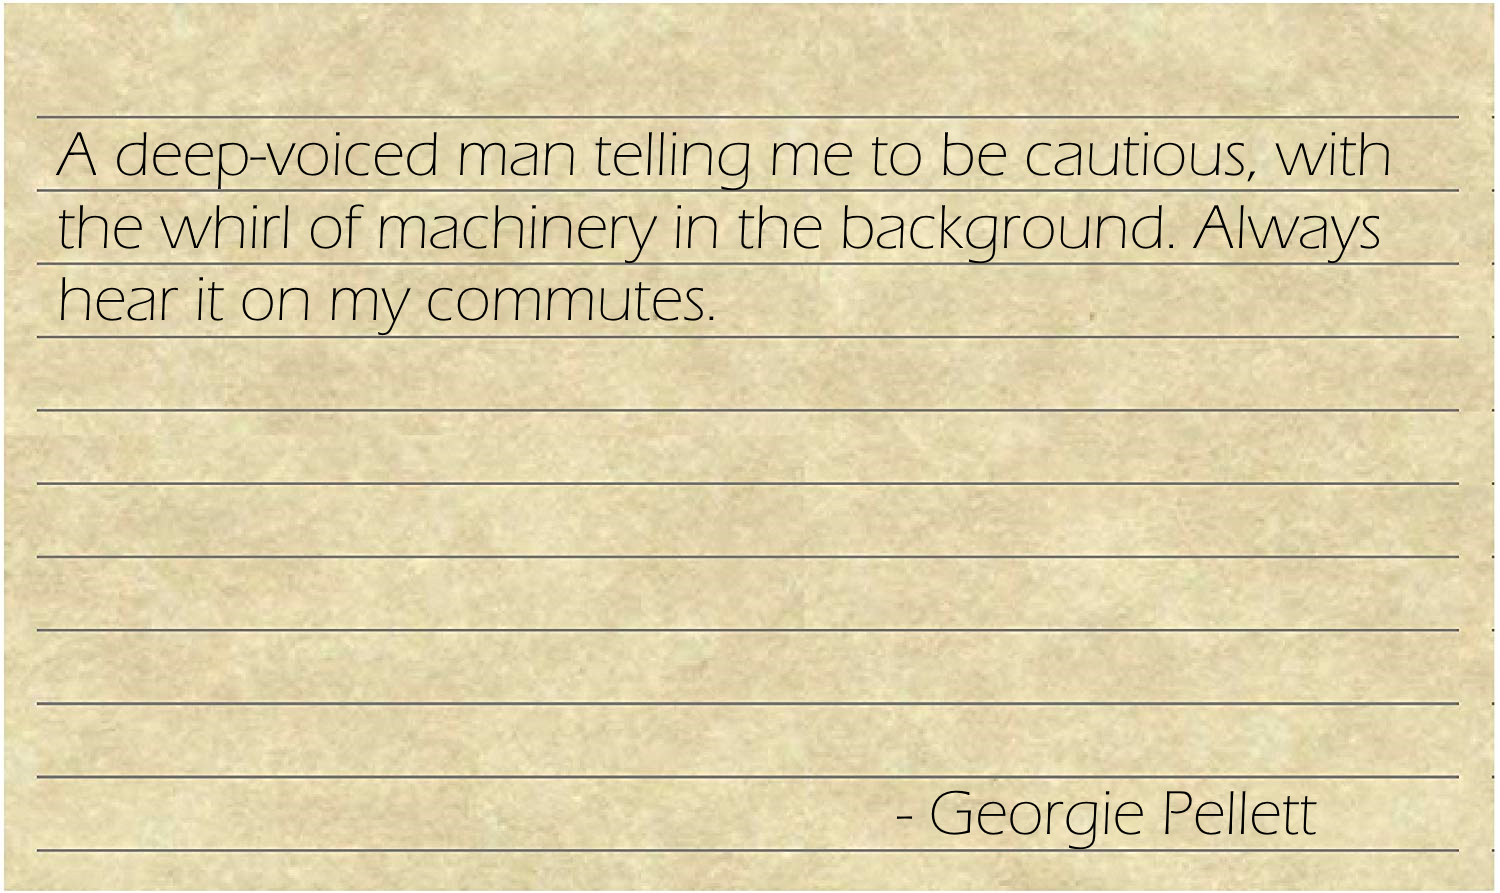 A deep-voiced man telling me to be cautious, with
the whirl of machinery in the background. Always
hear it on my commutes.
- Georgie Pellett